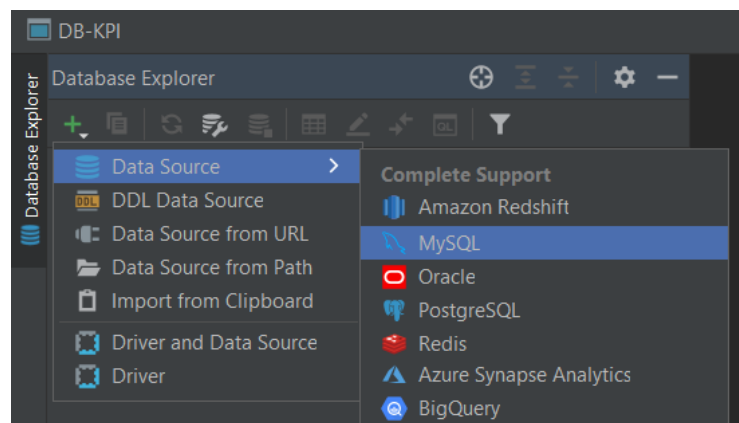 DB-KPI
Database Explorer
Database Explorer
DDL
GL
Data Source
DDL Data Source
Data Source from URL
Data Source from Path
Import from Clipboard
Driver and Data Source
Driver
Complete Support
Amazon Redshift
MySQL
Oracle
PostgreSQL
Redis
Azure Synapse Analytics
BigQuery